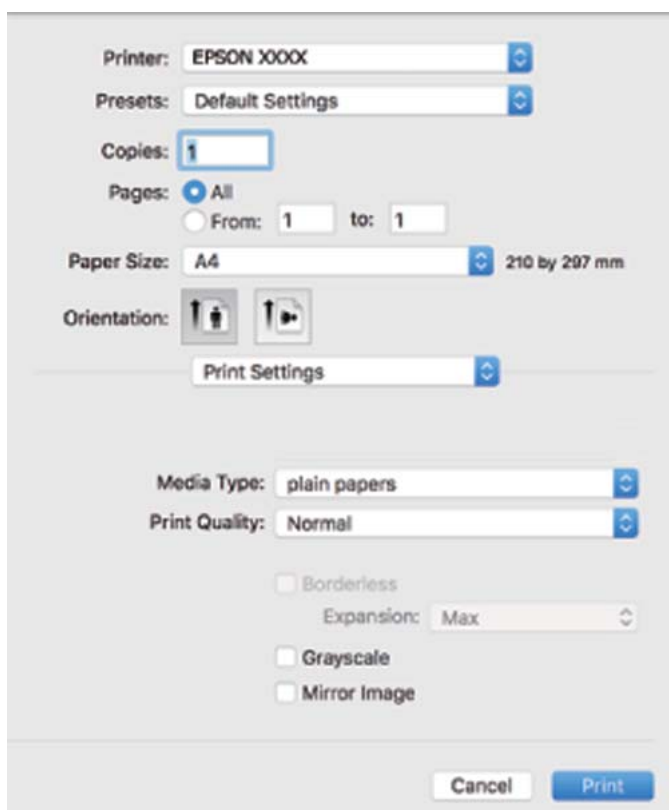 Printer: EPSON XXXX
Presets: Default Settings
Copies: 1
Pages: All
From: 1 to: 1
Paper Size: A4 210 by 297 mm
Orientation:
Print Settings
Media Type: plain papers
Print Quality: Normal
Borderless
Expansion: Max
Grayscale
Mirror Image
Cancel Print